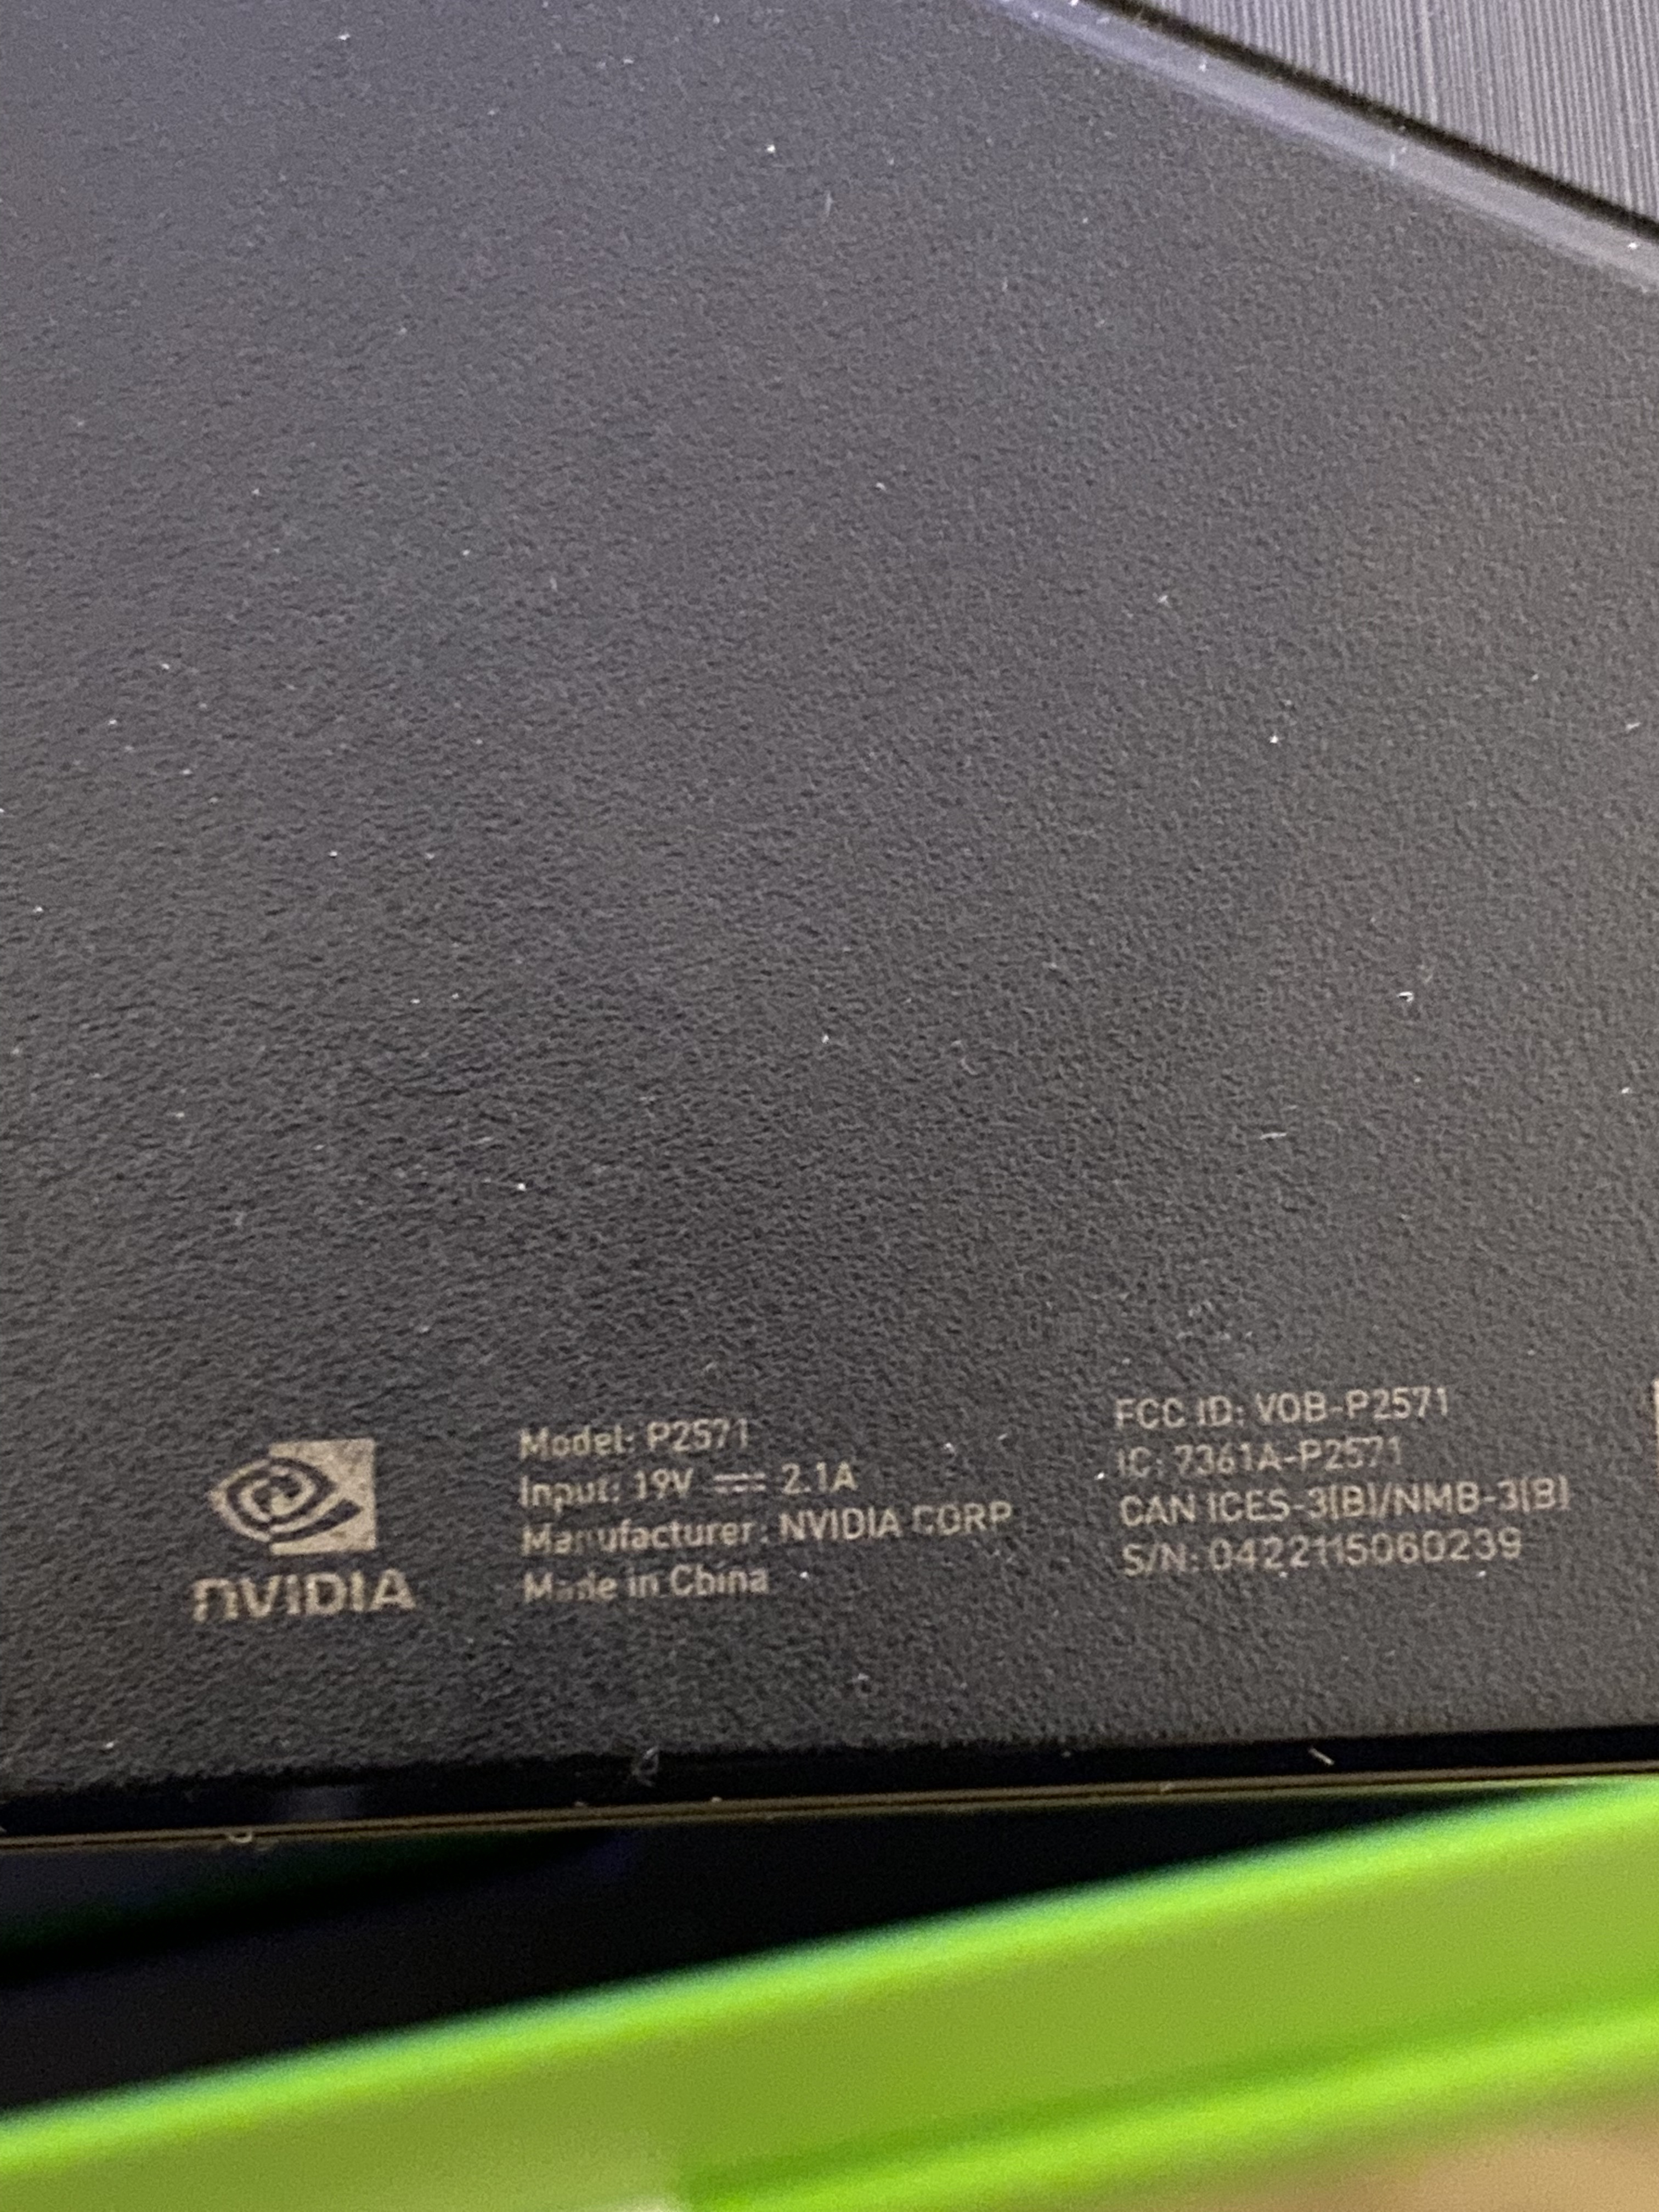 NVIDIA
Model: P2571
Input: 19V ⎓ 2.1A
Manufacturer: NVIDIA CORP
Made in China
FCC ID: VOB-P2571
IC: 7361A-P2571
CAN ICES-3(B)/NMB-3(B)
S/N: 0422115060239